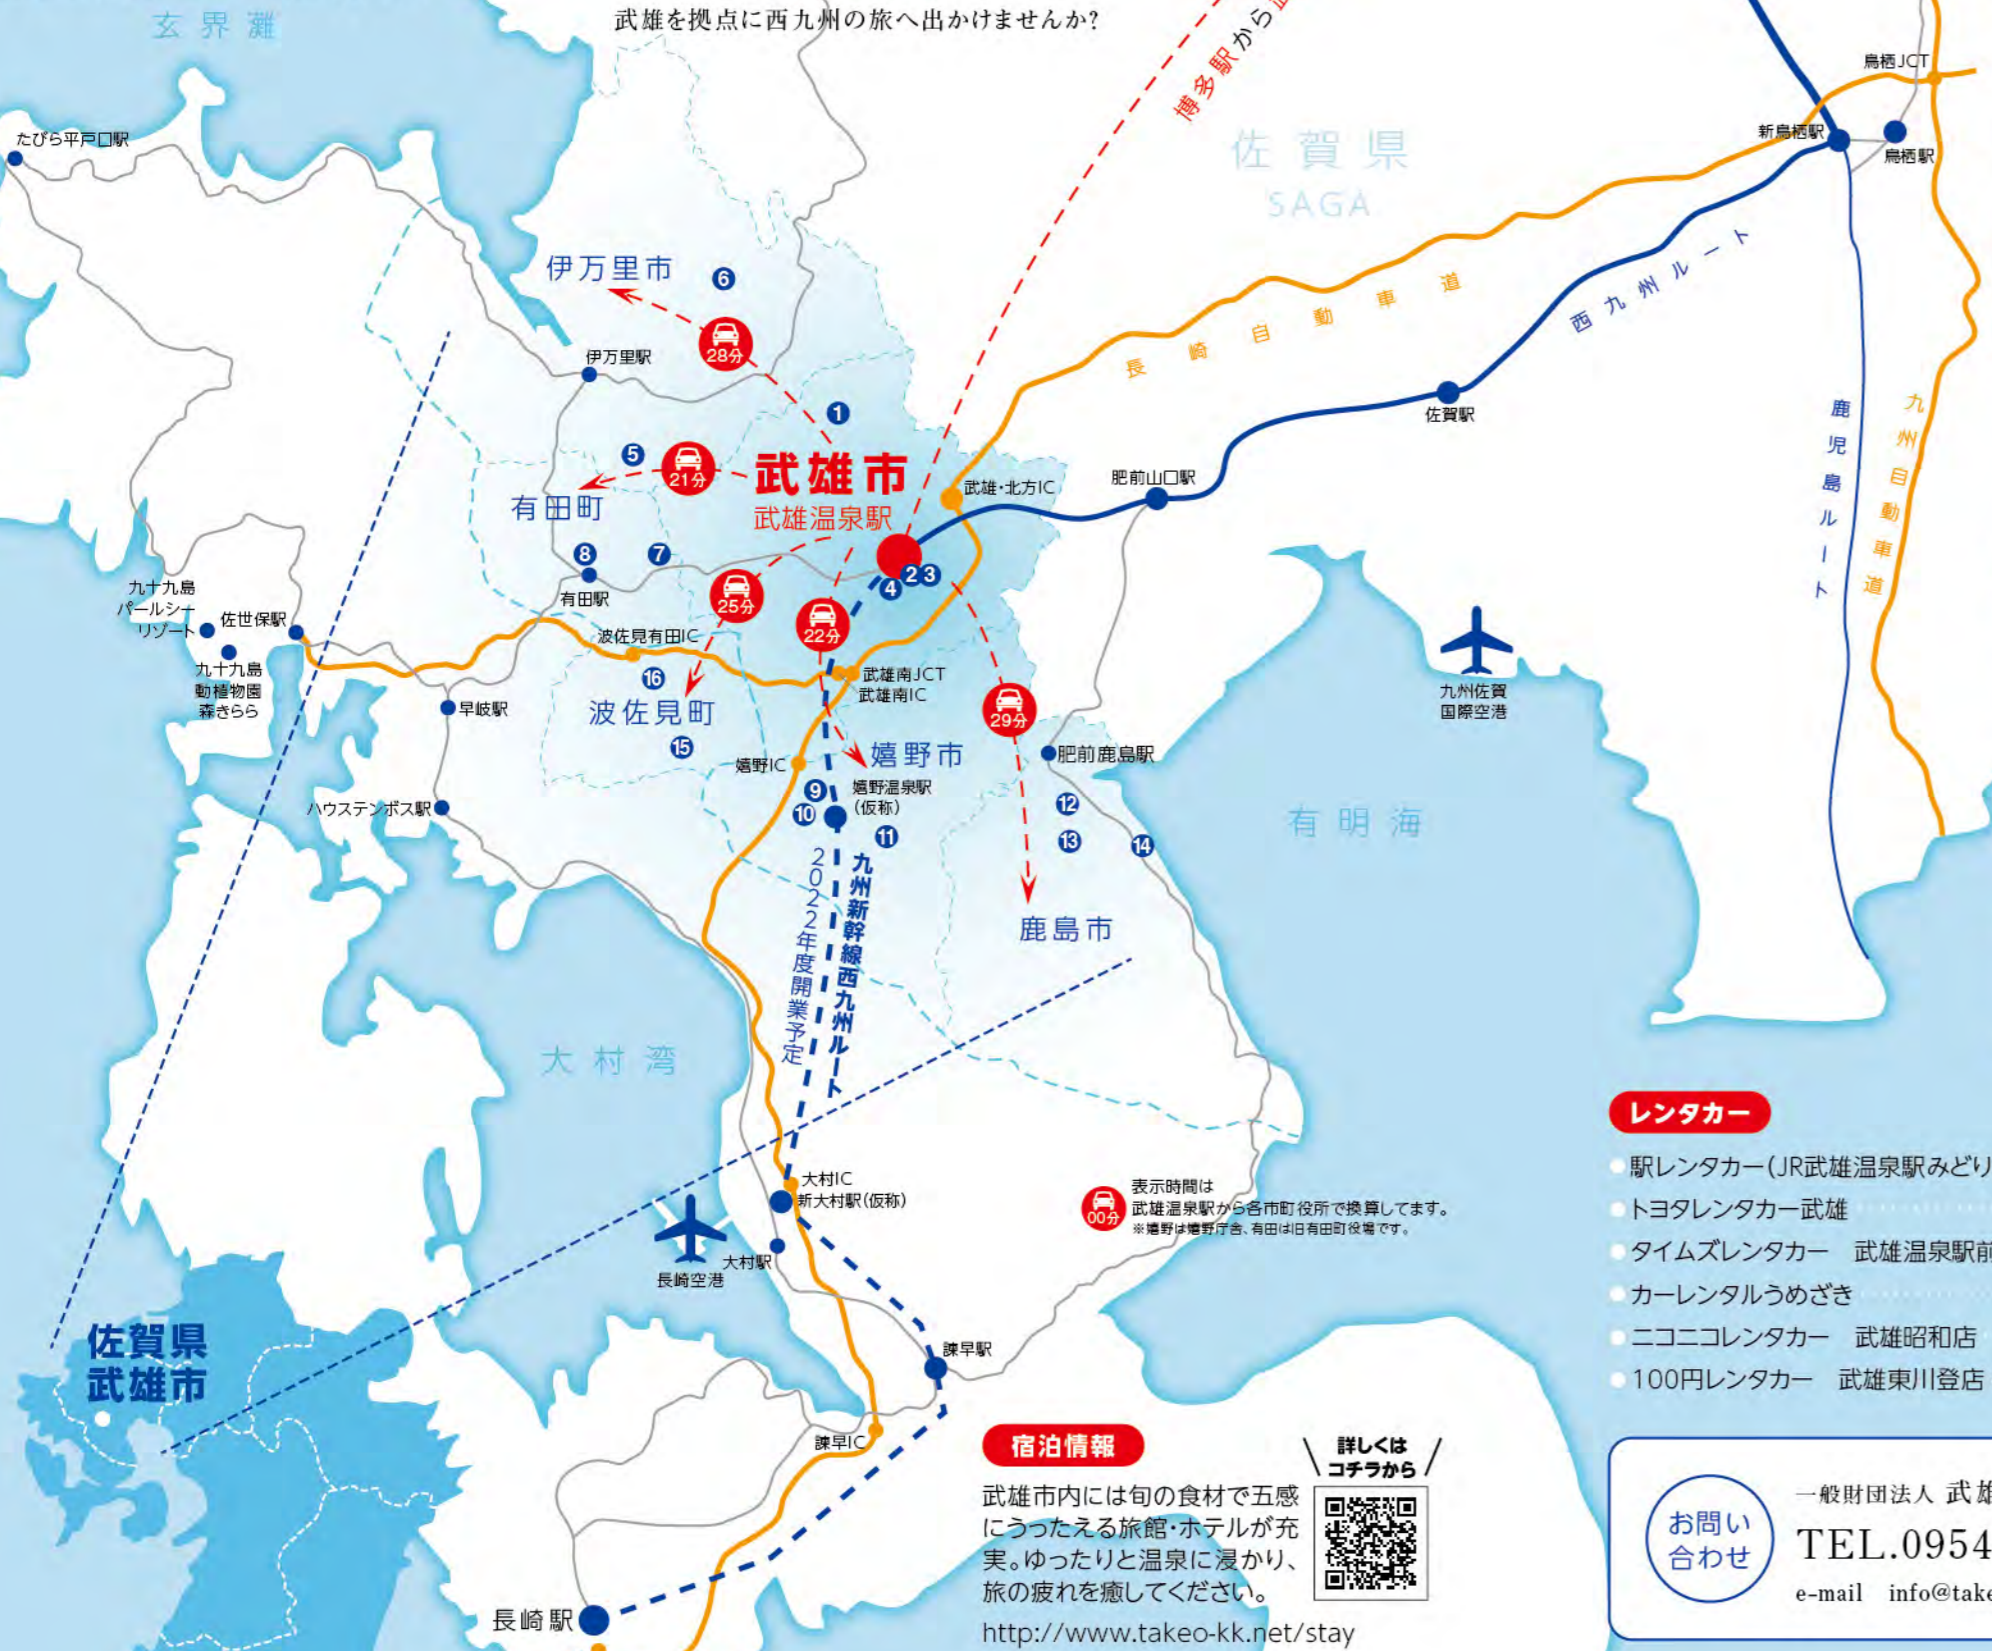 武雄を拠点に西九州の旅へ出かけませんか?
玄界灘
博多駅から
佐賀県
SAGA
鳥栖JCT
新鳥栖駅
鳥栖駅
たびら平戸口駅
伊万里市
6
28分
伊万里駅
1
長崎自動車道
西九州ルート
佐賀駅
鹿児島ルート
九州自動車道
5
21分
有田町
武雄市
武雄温泉駅
武雄・北方IC
肥前山口駅
8
7
有田駅
25分
22分
4
2
3
九十九島
パールシー
リゾート
佐世保駅
九十九島
動植物園
森きらら
早岐駅
ハウステンボス駅
波佐見有田IC
16
波佐見町
15
武雄南JCT
武雄南IC
29分
嬉野IC
嬉野市
嬉野温泉駅
(仮称)
9
10
11
肥前鹿島駅
12
13
14
鹿島市
九州佐賀
国際空港
有明海
九州新幹線西九州ルート
2022年度開業予定
大村湾
大村IC
新大村駅(仮称)
大村駅
長崎空港
00分
表示時間は
武雄温泉駅から各市町役所で換算してます。
※嬉野は嬉野庁舎、有田は旧有田町役場です。
諫早駅
諫早IC
長崎駅
佐賀県
武雄市
宿泊情報
武雄市内には旬の食材で五感
にうったえる旅館・ホテルが充
実。ゆったりと温泉に浸かり、
旅の疲れを癒してください。
http://www.takeo-kk.net/stay
詳しくは
コチラから
レンタカー
駅レンタカー(JR武雄温泉駅みどり
トヨタレンタカー武雄
タイムズレンタカー 武雄温泉駅前
カーレンタルうめざき
ニコニコレンタカー 武雄昭和店
100円レンタカー 武雄東川登店
お問い
合わせ
一般財団法人 武雄
TEL.0954
e-mail info@take